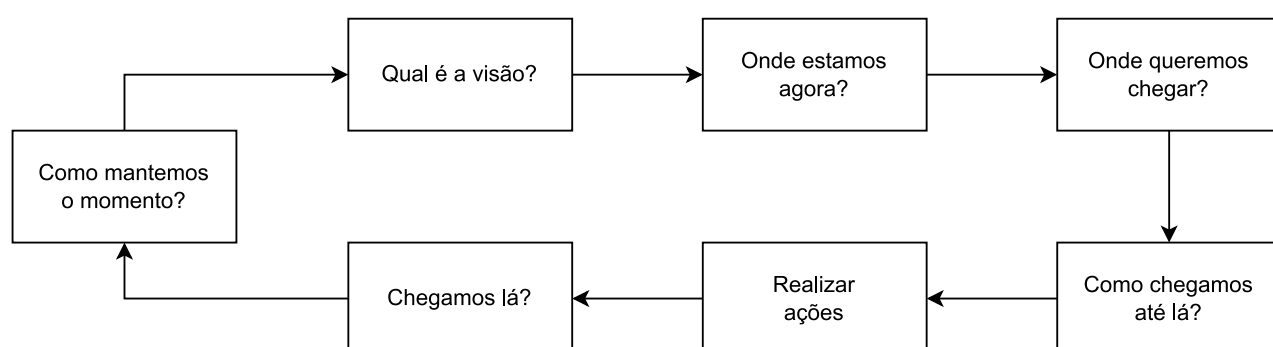 Qual é a visão?
Onde estamos
agora?
Onde queremos
chegar?
Como chegamos
até lá?
Realizar
ações
Chegamos lá?
Como mantemos
o momento?